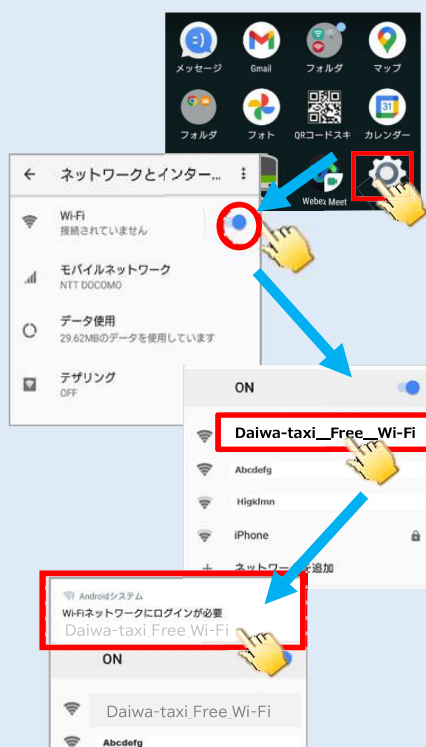 メッセージ
Gmail
フォルダ
マップ
フォルダ
フォト
QRコードスキ
カレンダー
31
Webex Meet
ネットワークとインター...
Wi-Fi
接続されていません
モバイルネットワーク
NTT DOCOMO
データ使用
29.62MBのデータを使用しています
テザリング
OFF
ON
Daiwa-taxi__Free__Wi-Fi
Abcdefg
Higklmn
iPhone
ネットワークを追加
Androidシステム
Wi-Fiネットワークにログインが必要
Daiwa-taxi_Free_Wi-Fi
ON
Daiwa-taxi_Free_Wi-Fi
Abcdefg